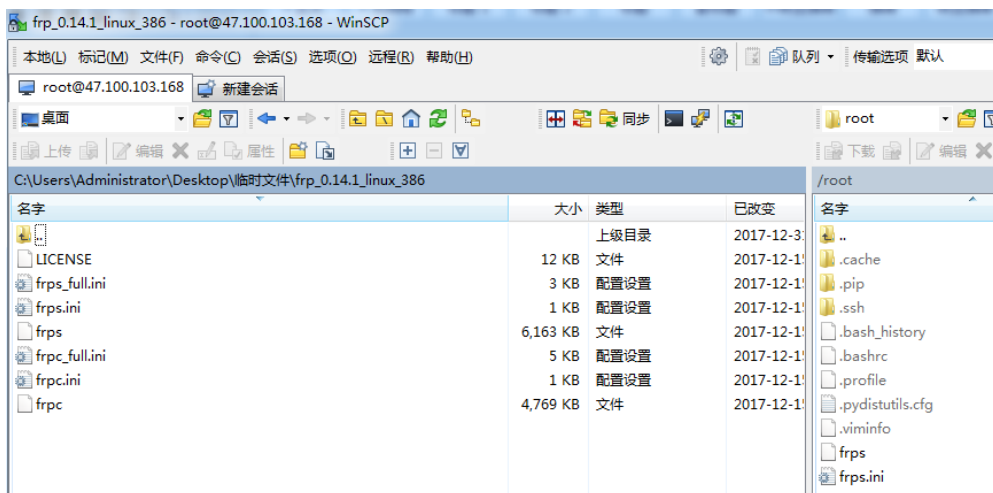 frp_0.14.1_linux_386 - root@47.100.103.168 - WinSCP
本地(L) 标记(M) 文件(F) 命令(C) 会话(S) 选项(O) 远程(R) 帮助(H) 队列 传输选项 默认
root@47.100.103.168 新建会话
桌面 同步 root
上传 编辑 属性 下载 编辑
C:\Users\Administrator\Desktop\临时文件\frp_0.14.1_linux_386 /root
名字 大小 类型 已改变 名字
.. 上级目录 2017-12-3 ..
LICENSE 12 KB 文件 2017-12-1 .cache
frps_full.ini 3 KB 配置设置 2017-12-1 .pip
frps.ini 1 KB 配置设置 2017-12-1 .ssh
frps 6,163 KB 文件 2017-12-1 .bash_history
frpc_full.ini 5 KB 配置设置 2017-12-1 .bashrc
frpc.ini 1 KB 配置设置 2017-12-1 .profile
frpc 4,769 KB 文件 2017-12-1 .pydistutils.cfg
.viminfo
frps
frps.ini